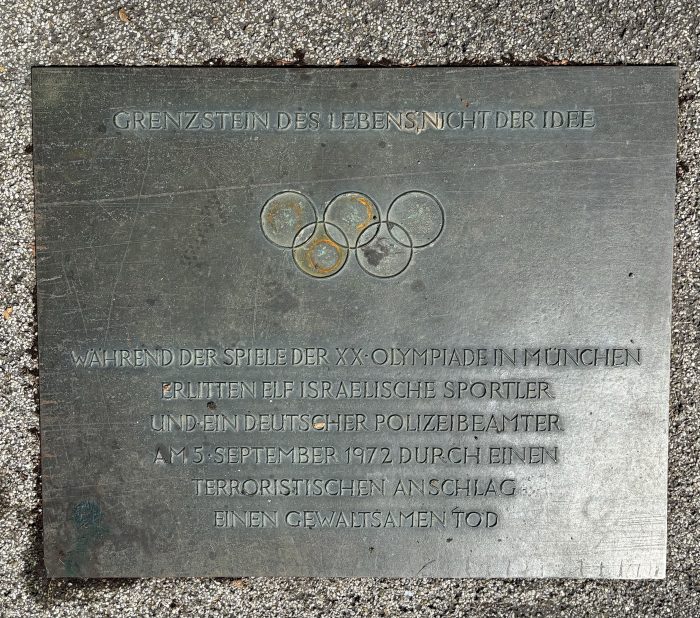 GRENZSTEIN DES LEBENS NICHT DER IDEE
WÄHREND DER SPIELE DER XX·OLYMPIADE IN MÜNCHEN
ERLITTEN ELF ISRAELISCHE SPORTLER
UND EIN DEUTSCHER POLIZEIBEAMTER
AM 5·SEPTEMBER 1972 DURCH EINEN
TERRORISTISCHEN ANSCHLAG
EINEN GEWALTSAMEN TOD